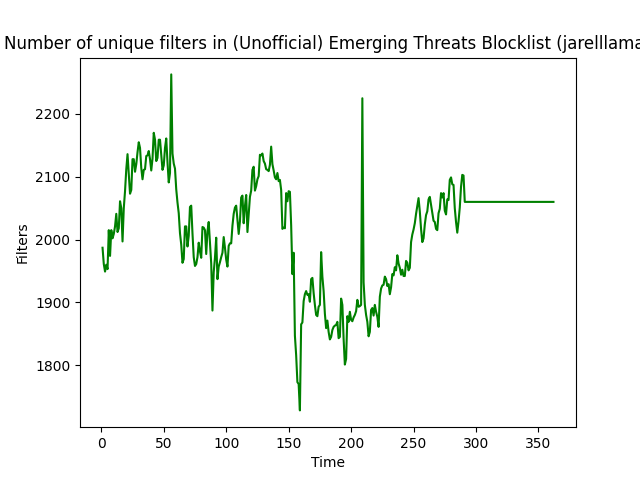 Number of unique filters in (Unofficial) Emerging Threats Blocklist (jarelllama
2200
2100
2000
1900
1800
Filters
0 50 100 150 200 250 300 350
Time